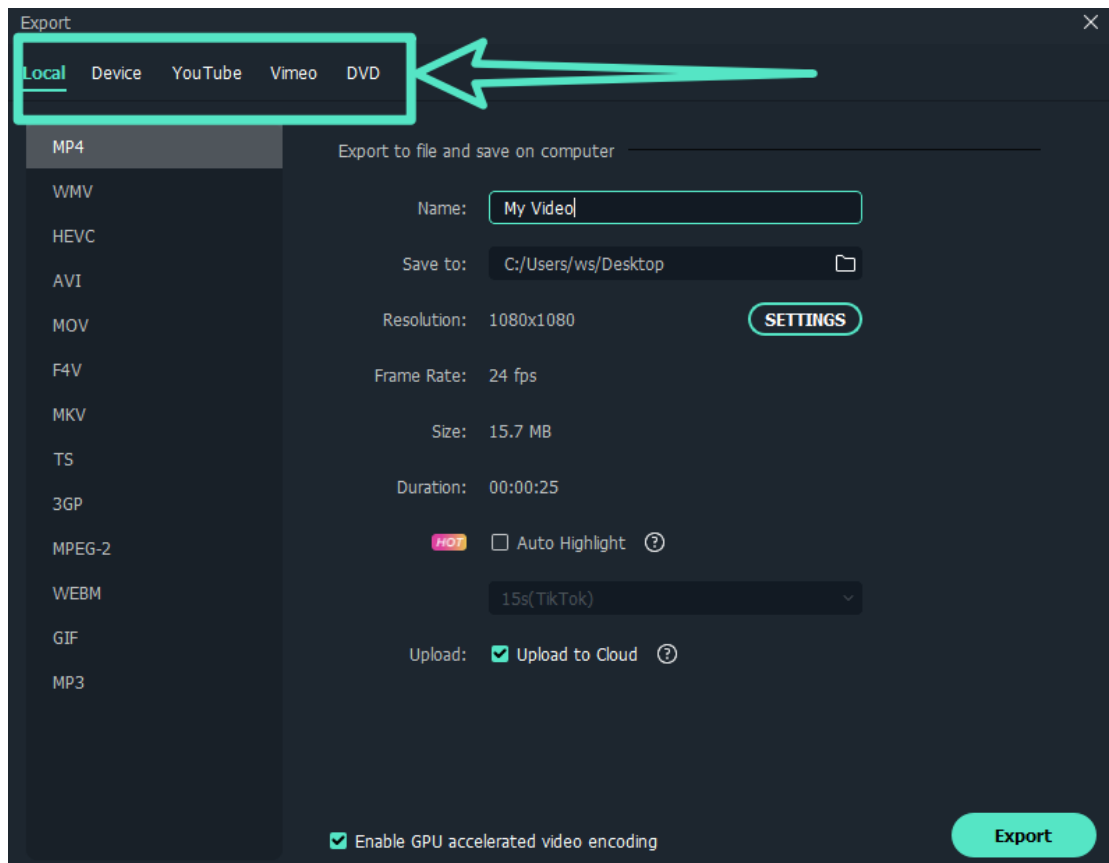 Export
Local Device YouTube Vimeo DVD
MP4
WMV
HEVC
AVI
MOV
F4V
MKV
TS
3GP
MPEG-2
WEBM
GIF
MP3
Export to file and save on computer
Name: My Video
Save to: C:/Users/ws/Desktop
Resolution: 1080x1080 SETTINGS
Frame Rate: 24 fps
Size: 15.7 MB
Duration: 00:00:25
HOT Auto Highlight ?
15s(TikTok)
Upload: Upload to Cloud ?
Enable GPU accelerated video encoding
Export